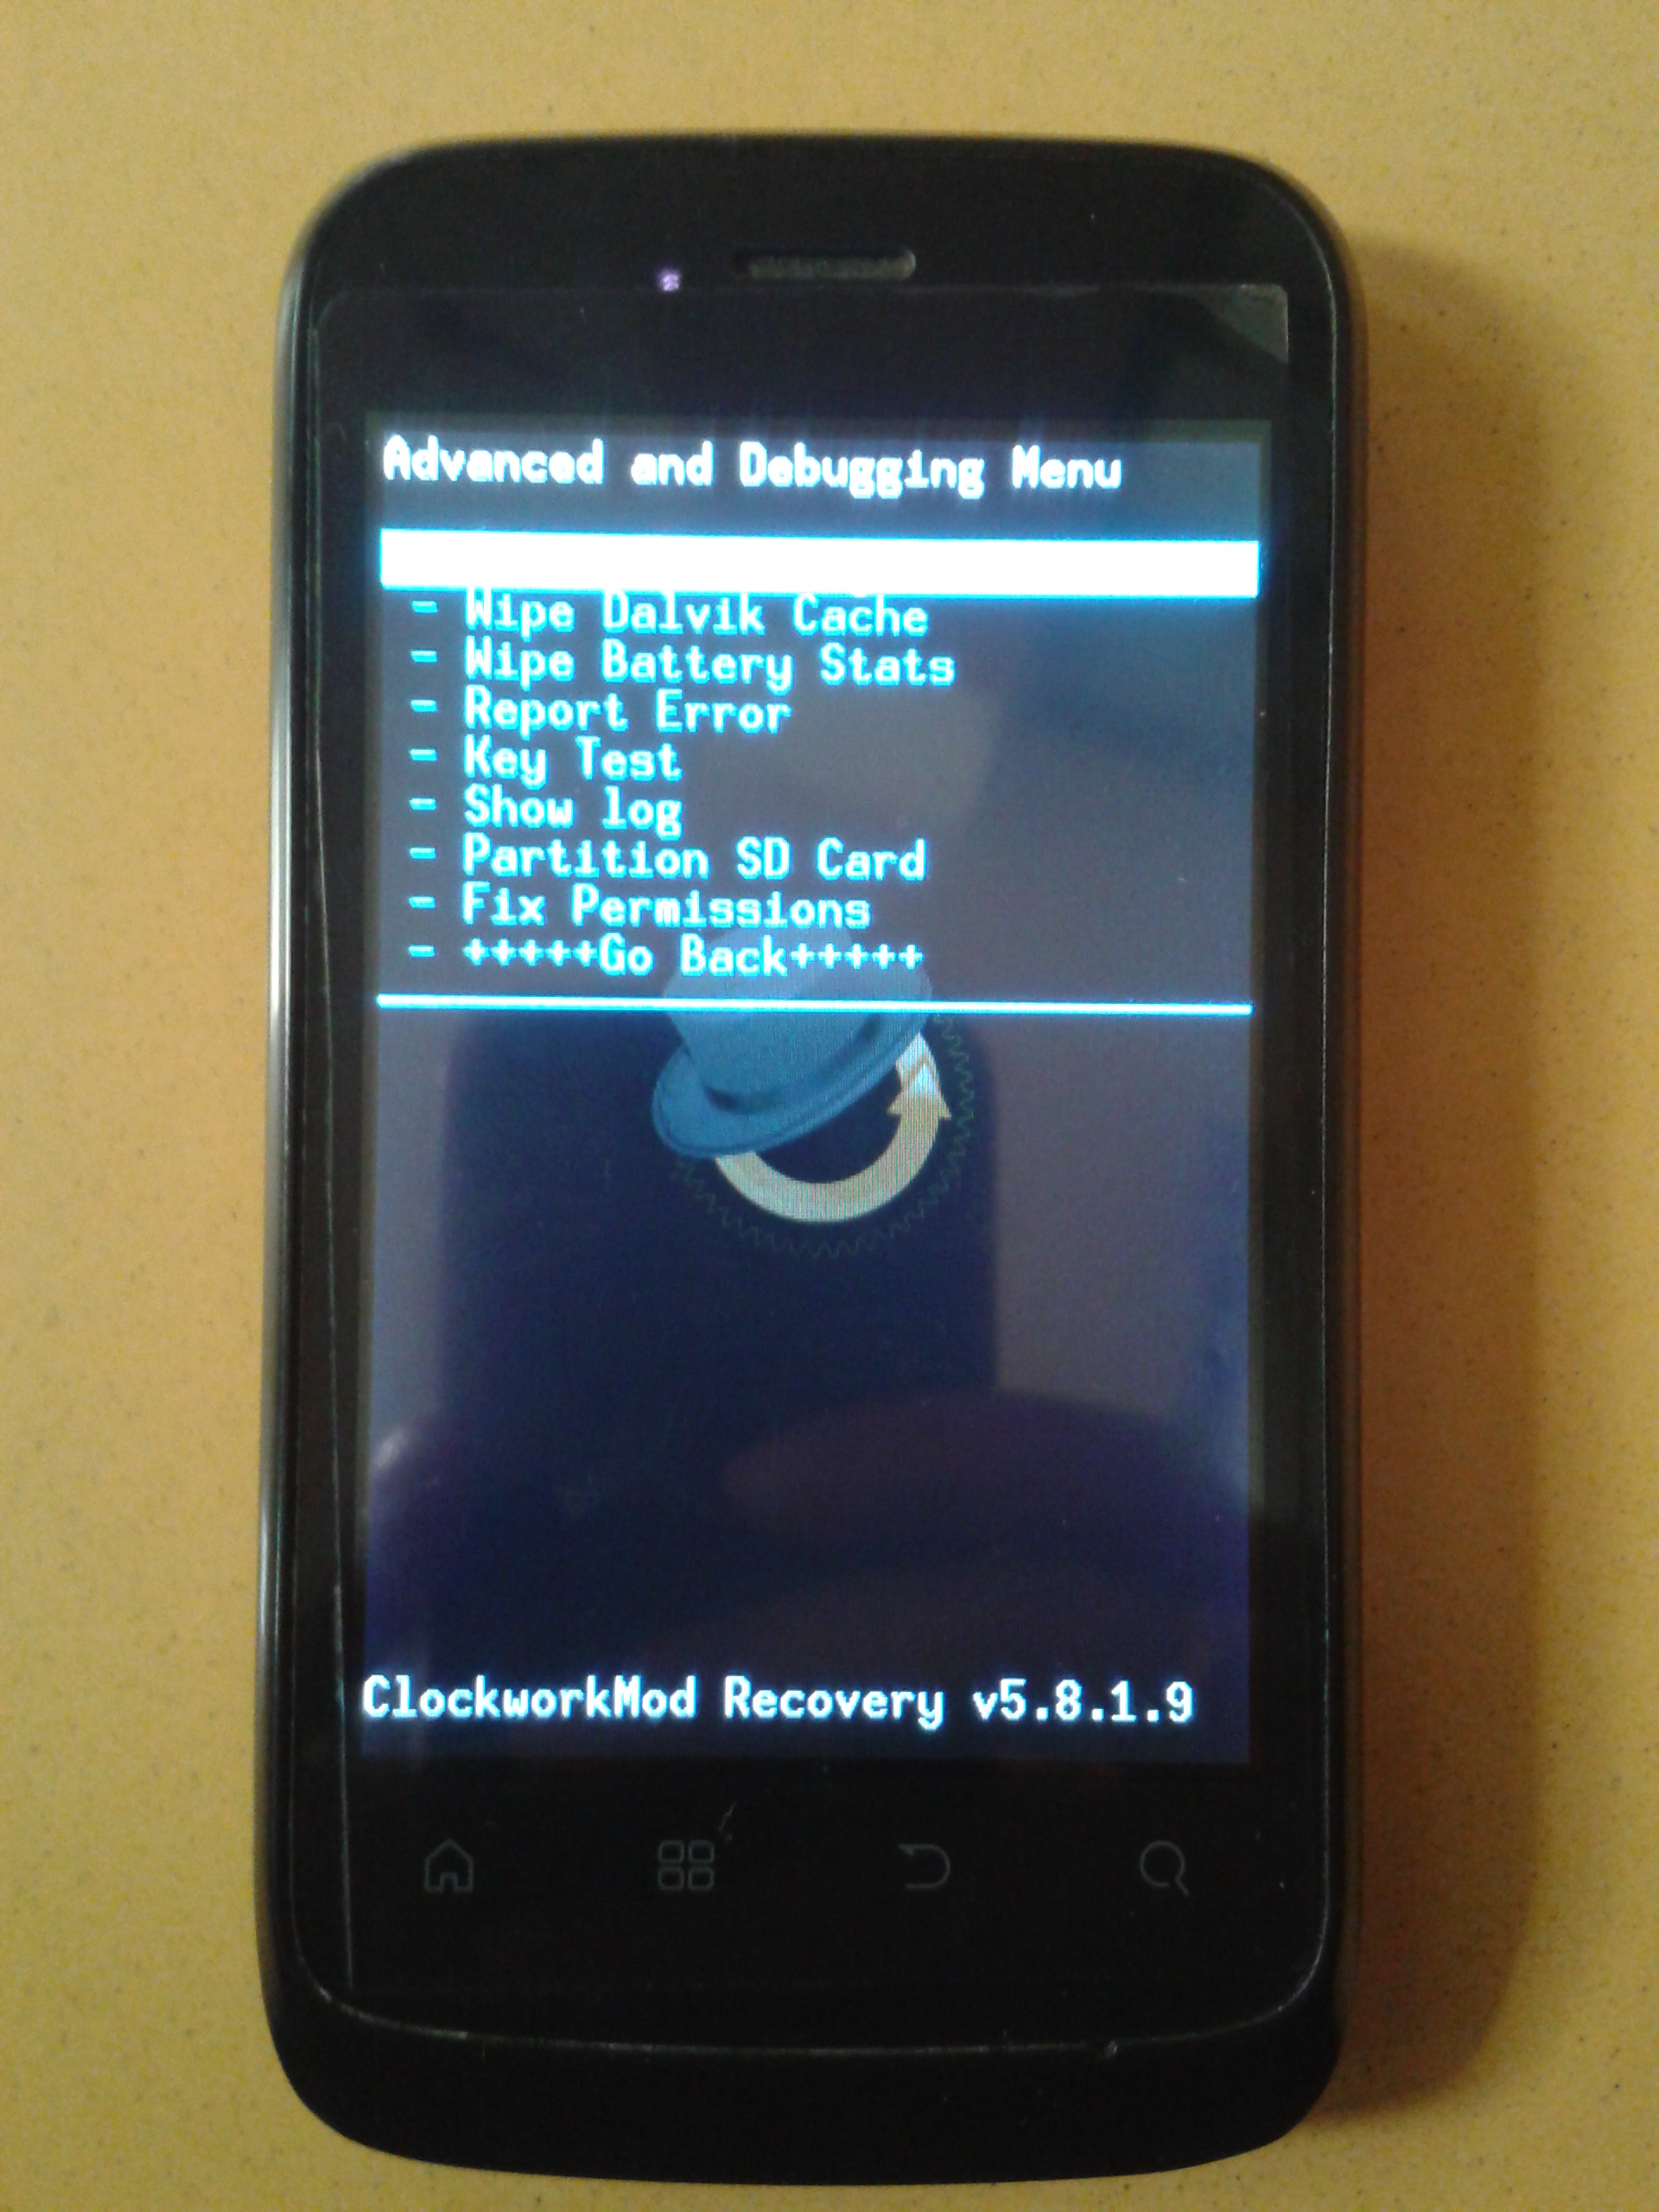 Advanced and Debugging Menu
- Wipe Dalvik Cache
- Wipe Battery Stats
- Report Error
- Key Test
- Show log
- Partition SD Card
- Fix Permissions
- +++++Go Back+++++
ClockworkMod Recovery v5.8.1.9